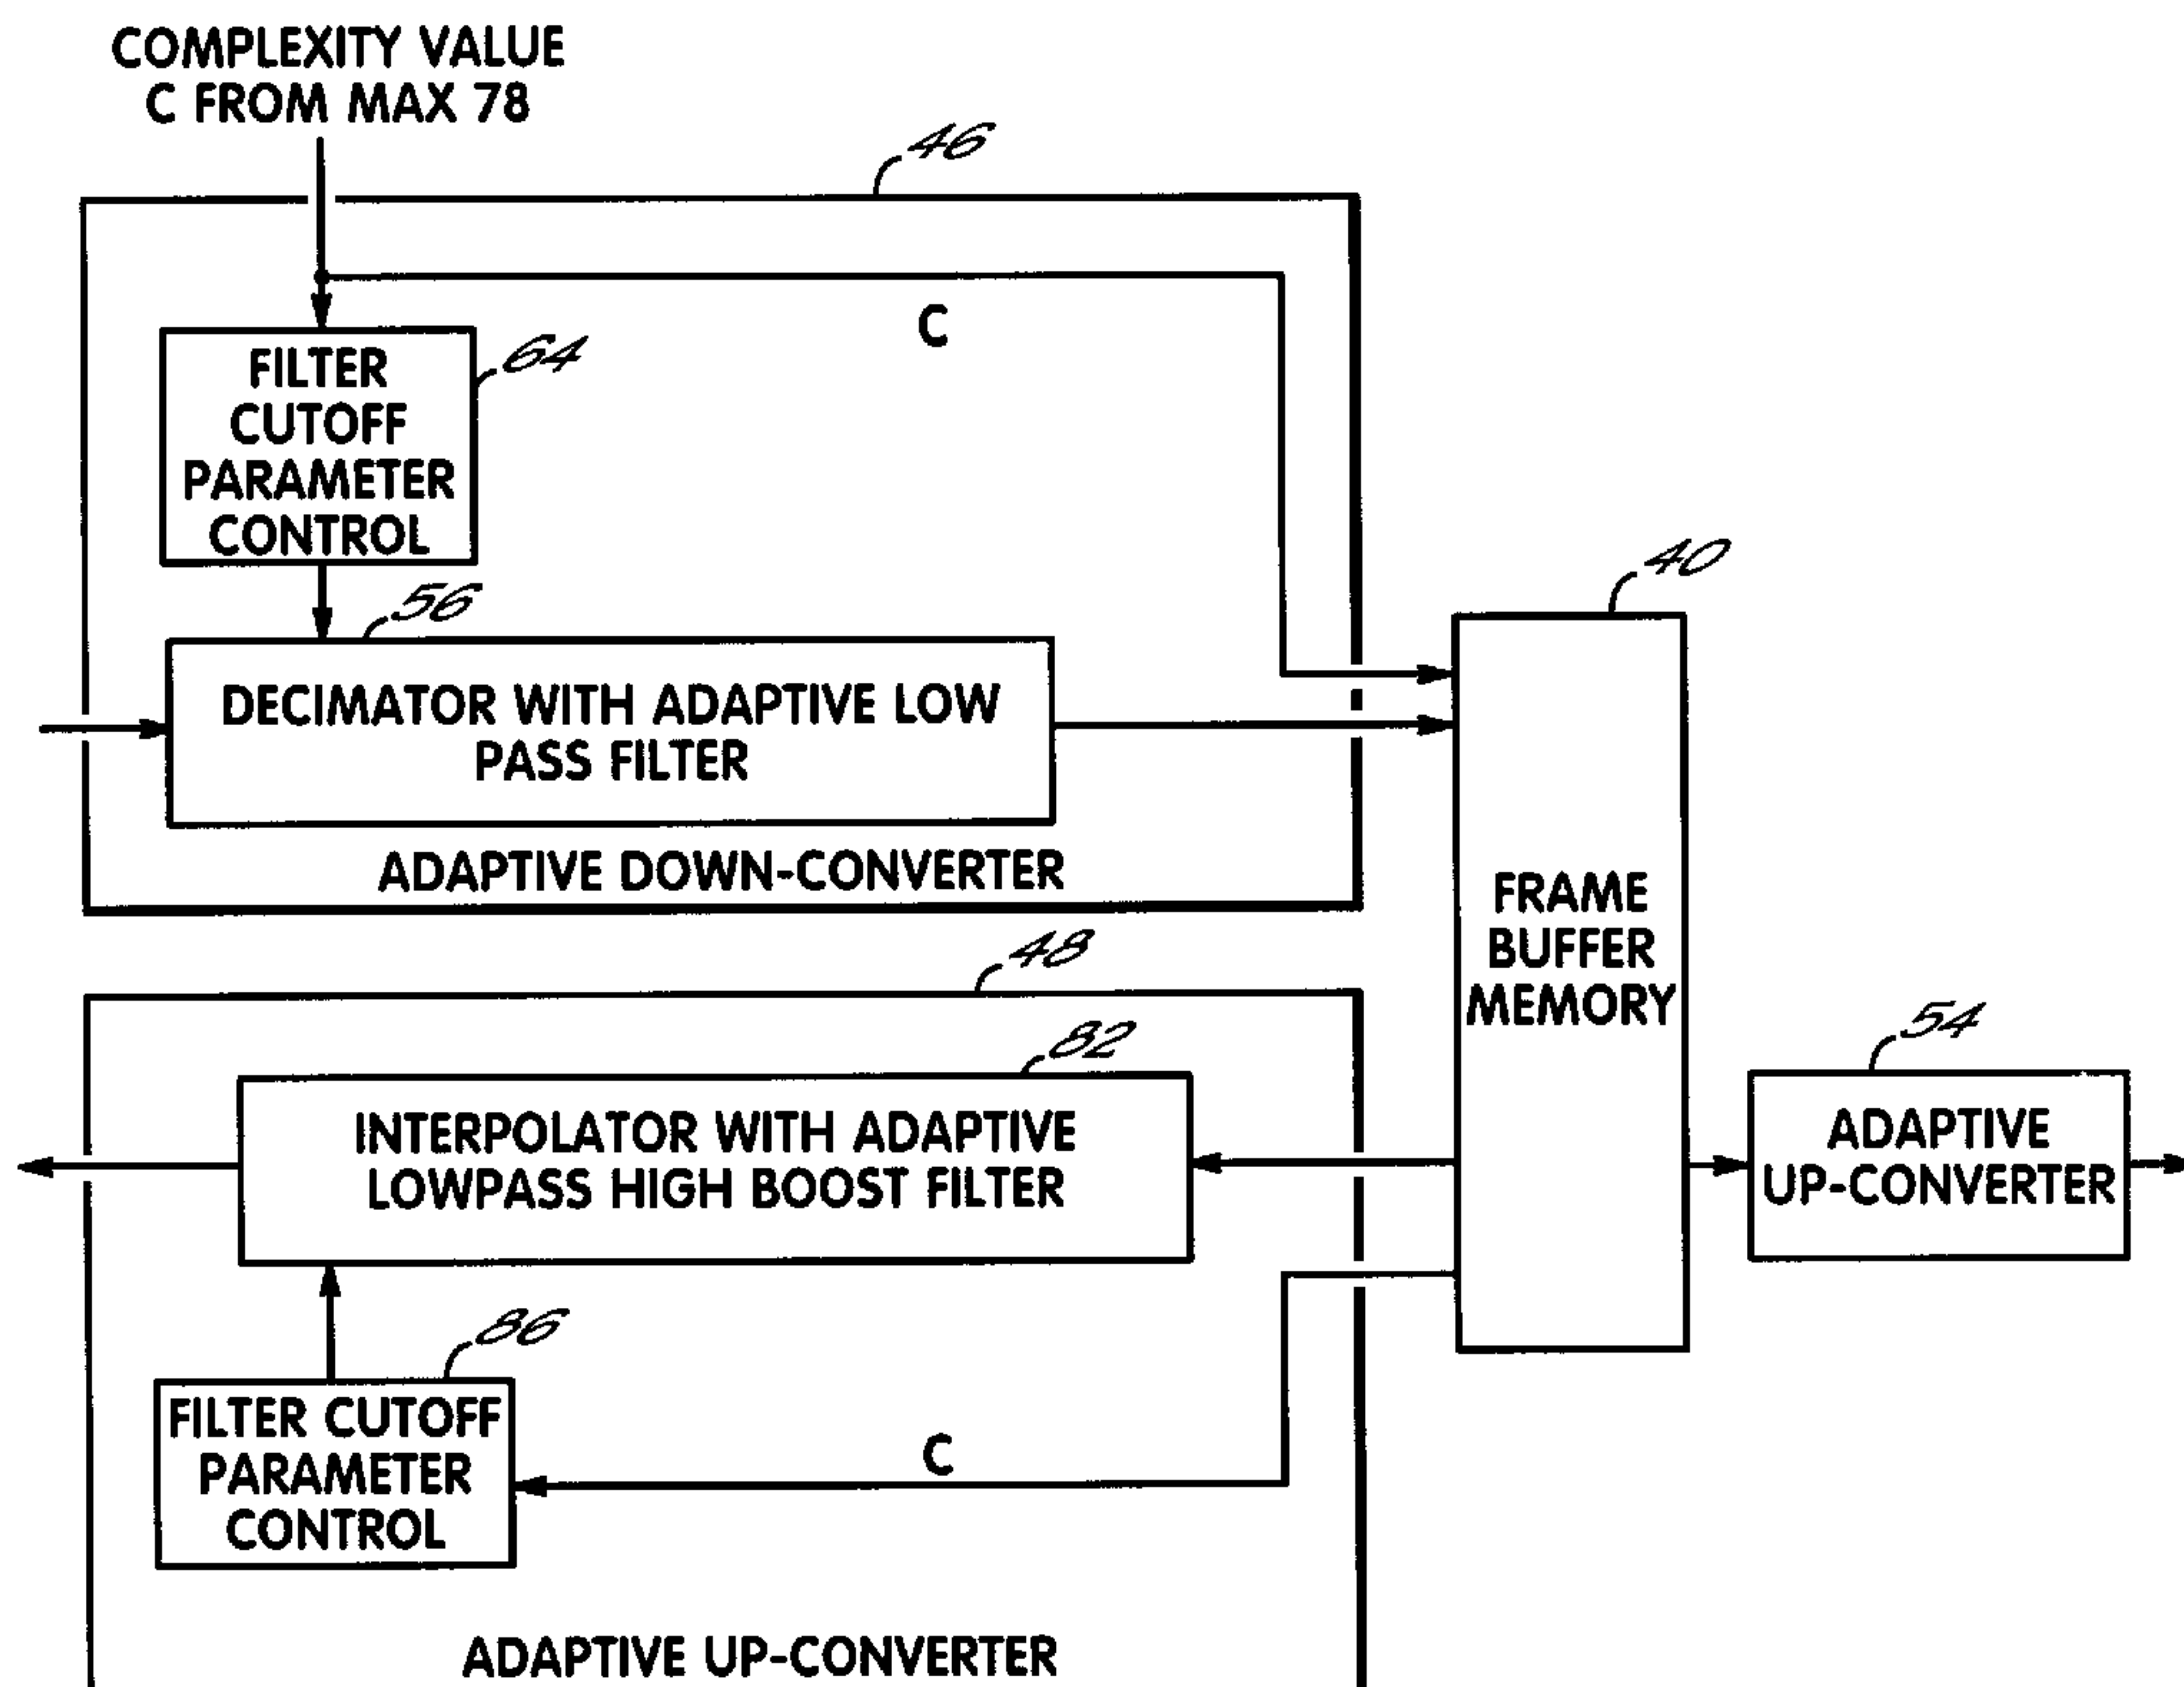 COMPLEXITY VALUE
C FROM MAX 78
46
C
FILTER
CUTOFF
PARAMETER
CONTROL
64
56
DECIMATOR WITH ADAPTIVE LOW
PASS FILTER
ADAPTIVE DOWN-CONVERTER
40
FRAME
BUFFER
MEMORY
48
82
INTERPOLATOR WITH ADAPTIVE
LOWPASS HIGH BOOST FILTER
54
ADAPTIVE
UP-CONVERTER
86
FILTER CUTOFF
PARAMETER
CONTROL
C
ADAPTIVE UP-CONVERTER